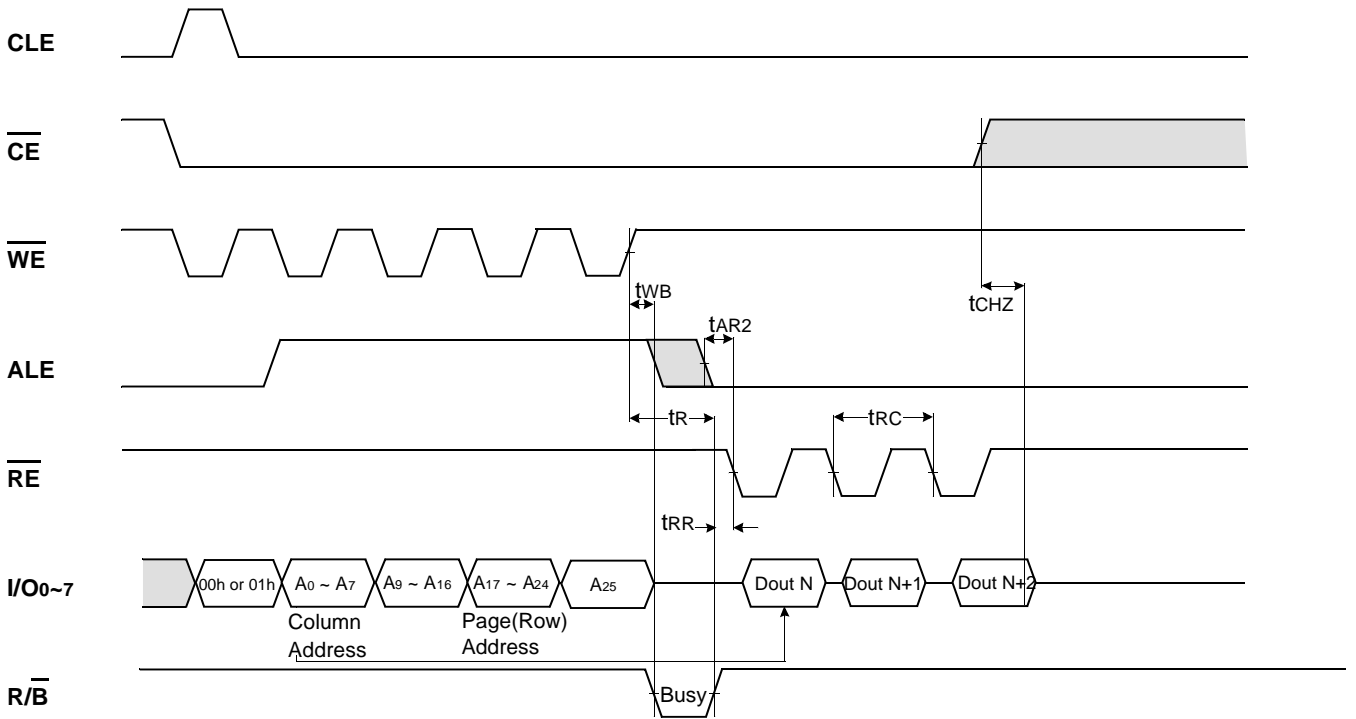 CLE
CE
WE
tWB
tCHZ
tAR2
ALE
tR
tRC
RE
tRR
I/O0~7
00h or 01h
A0 ~ A7
A9 ~ A16
A17 ~ A24
A25
Dout N
Dout N+1
Dout N+2
Column
Address
Page(Row)
Address
R/B
Busy